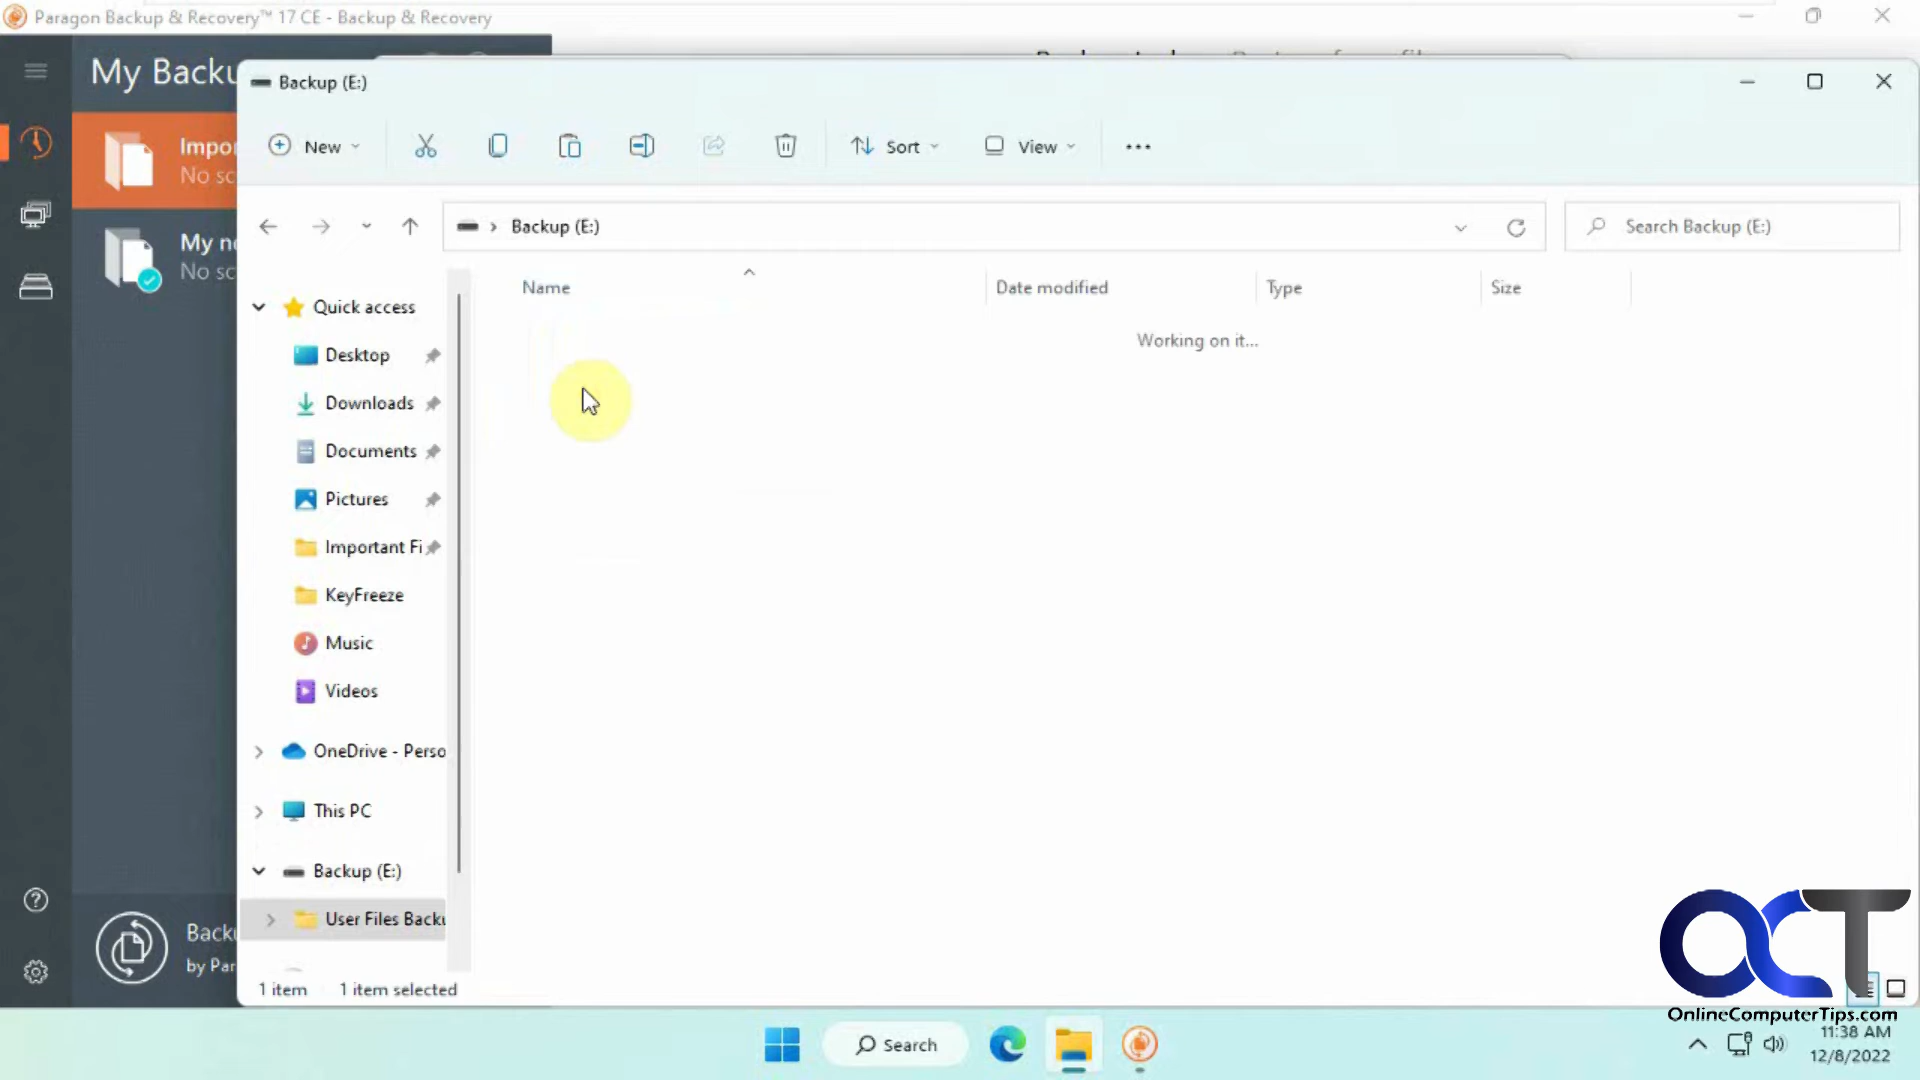 Paragon Backup & Recovery™ 17 CE - Backup & Recovery
My Backu
Backup (E:)
Impor
No sc
New
Sort
View
My ne
No sc
Backup (E:)
Search Backup (E:)
Name
Date modified
Type
Size
Working on it...
Quick access
Desktop
Downloads
Documents
Pictures
Important Fi
KeyFreeze
Music
Videos
OneDrive - Perso
This PC
Backup (E:)
User Files Backu
Backu
by Par
1 item
1 item selected
OCT
OnlineComputerTips.com
Search
11:38 AM
12/8/2022